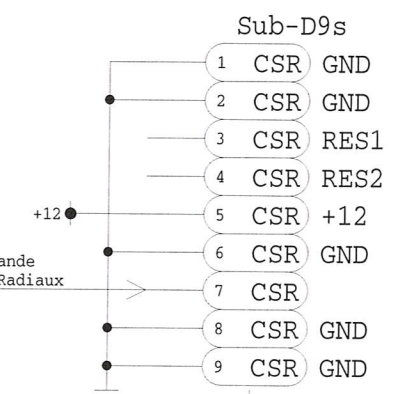 Sub-D9s
1 CSR GND
2 CSR GND
3 CSR RES1
4 CSR RES2
+12 5 CSR +12
6 CSR GND
ande
Radiaux
7 CSR
8 CSR GND
9 CSR GND